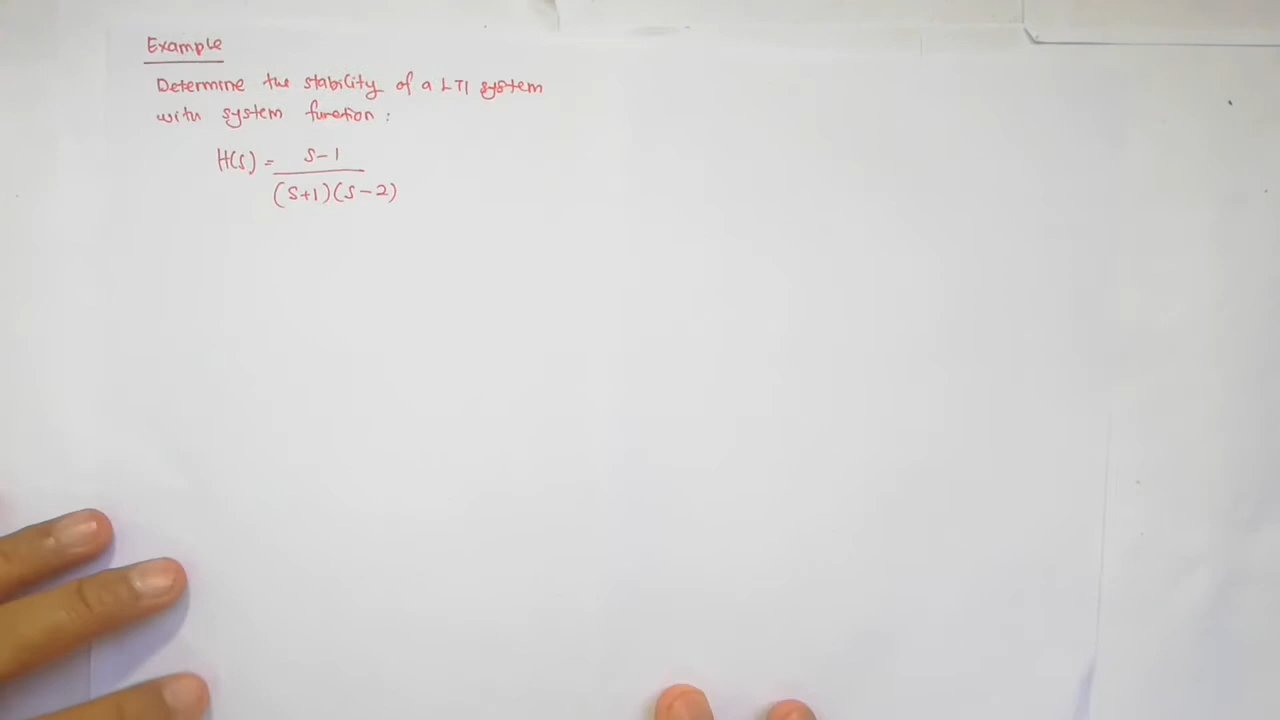 Example
Determine the stability of a LTI system
with system function :
H(s) = s-1 / (s+1)(s-2)